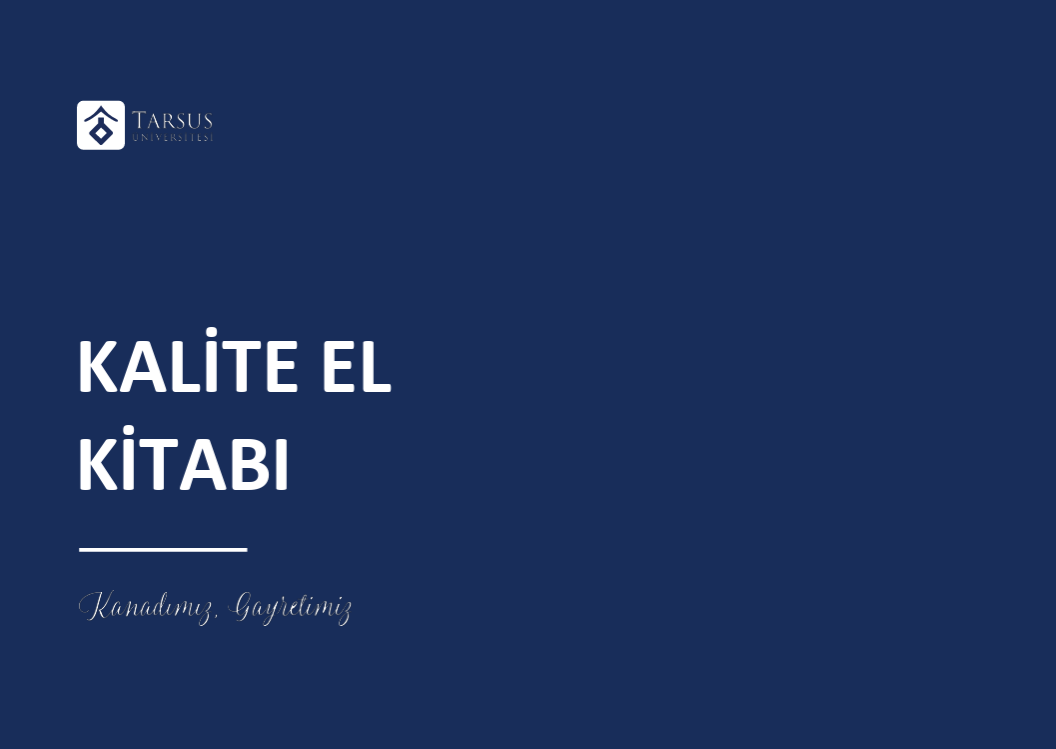 TARSUS
ÜNİVERSİTESİ
KALİTE EL
KİTABI
Kanadımız, Gayretimiz